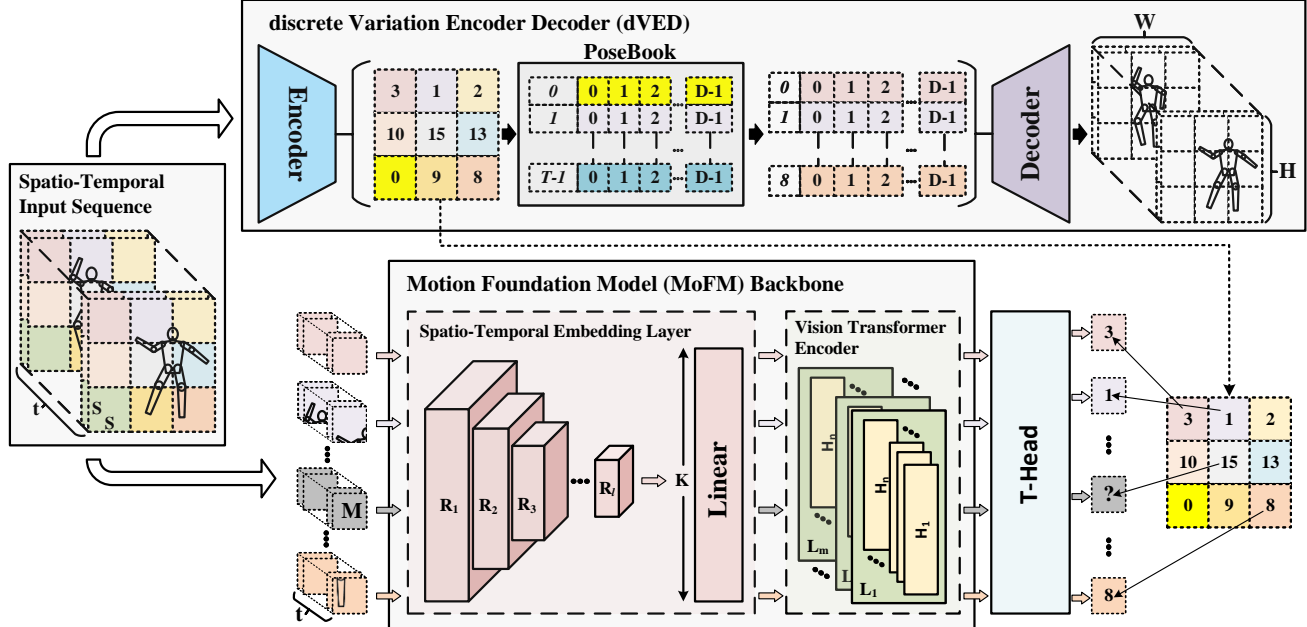 discrete Variation Encoder Decoder (dVED)
PoseBook
Encoder
3 1 2
10 15 13
0 9 8
0 0 1 2 ... D-1
1 0 1 2 D-1
...
T-1 0 1 2 ... D-1
0 0 1 2 ... D-1
1 0 1 2 D-1
...
8 0 1 2 ... D-1
Decoder
W
H
Spatio-Temporal
Input Sequence
t'
S
S
Motion Foundation Model (MoFM) Backbone
Spatio-Temporal Embedding Layer
M
t'
R1
R2
R3
...
Rl
K
Linear
Vision Transformer
Encoder
Hn
Lm
L
Hn
H1
L1
T-Head
3
1
?
8
3 1 2
10 15 13
0 9 8